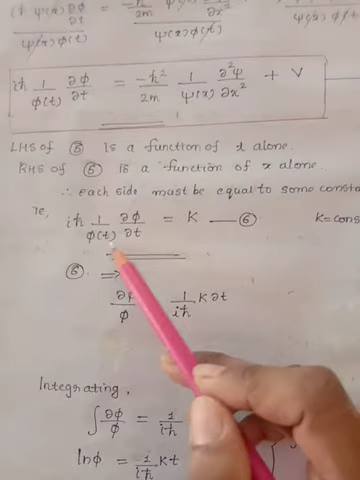 iħ 1/ϕ(t) ∂ϕ/∂t = -ħ²/2m 1/ψ(x) ∂²ψ/∂x² + V
LHS of ⑤ is a function of t alone.
RHS of ⑤ is a function of x alone.
∴ each side must be equal to some consta
ie, iħ 1/ϕ(t) ∂ϕ/∂t = K — ⑥ K=cons
⑥. ⇒
∂ϕ/ϕ 1/iħ K∂t
Integrating,
∫∂ϕ/ϕ = 1/iħ
lnϕ = 1/iħ Kt